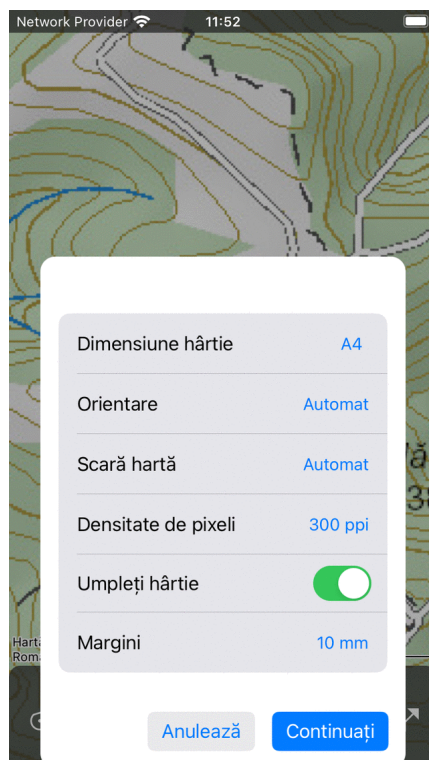 Network Provider 11:52
Dimensiune hârtie A4
Orientare Automat
Scară hartă Automat
Densitate de pixeli 300 ppi
Umpleți hârtie
Margini 10 mm
Anulează Continuați